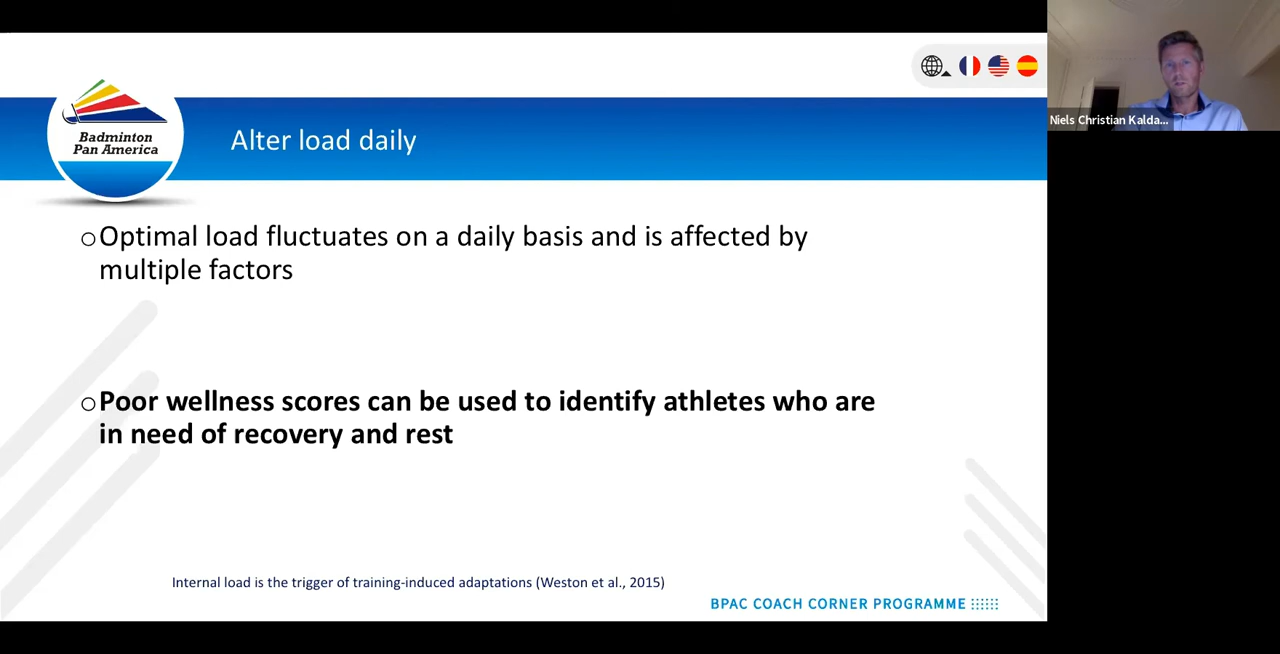 Badminton
Pan America
Alter load daily
Niels Christian Kalda...
Optimal load fluctuates on a daily basis and is affected by
multiple factors
Poor wellness scores can be used to identify athletes who are
in need of recovery and rest
Internal load is the trigger of training-induced adaptations (Weston et al., 2015)
BPAC COACH CORNER PROGRAMME